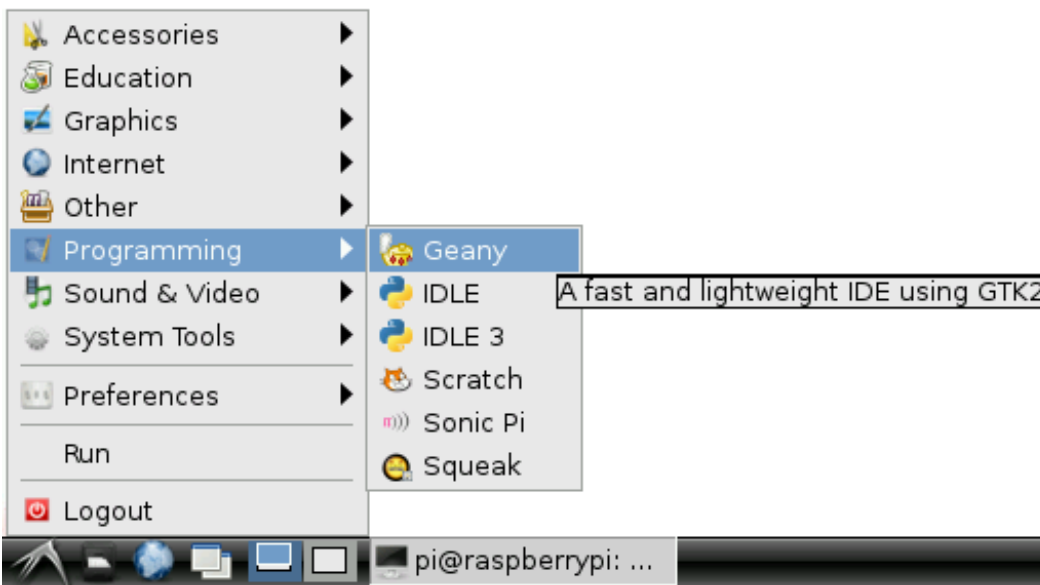 Accessories
Education
Graphics
Internet
Other
Programming
Sound & Video
System Tools
Preferences
Run
Logout
Geany
IDLE
IDLE 3
Scratch
Sonic Pi
Squeak
A fast and lightweight IDE using GTK2
pi@raspberrypi: ...